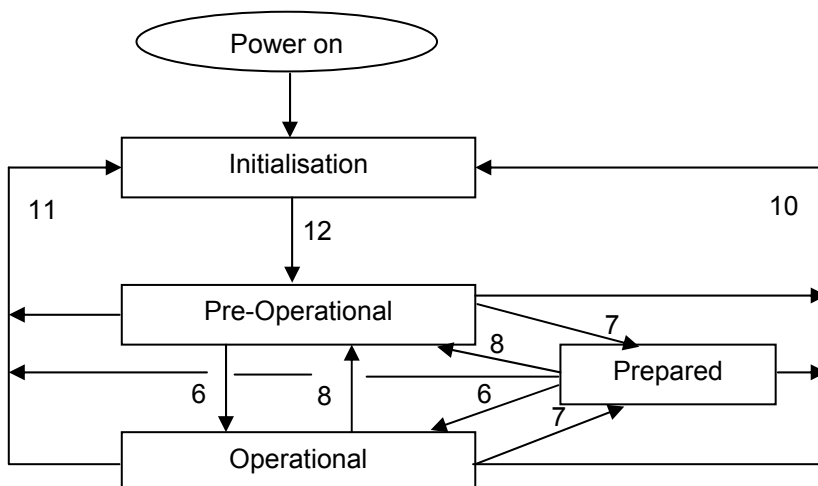 Power on
Initialisation
11
10
12
Pre-Operational
7
8
Prepared
6
8
6
7
Operational